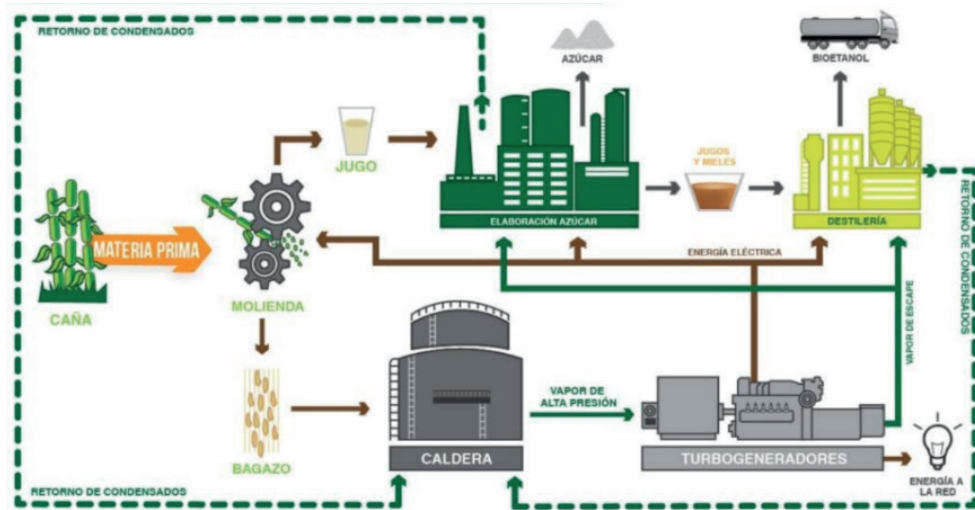 RETORNO DE CONDENSADOS
AZÚCAR
BIOETANOL
JUGO
JUGOS
Y MIELES
ELABORACIÓN AZÚCAR
DESTILERÍA
RETORNO DE CONDENSADOS
MATERIA PRIMA
CAÑA
MOLIENDA
ENERGÍA ELÉCTRICA
VAPOR DE ESCAPE
VAPOR DE
ALTA PRESIÓN
BAGAZO
CALDERA
TURBOGENERADORES
ENERGÍA A
LA RED
RETORNO DE CONDENSADOS